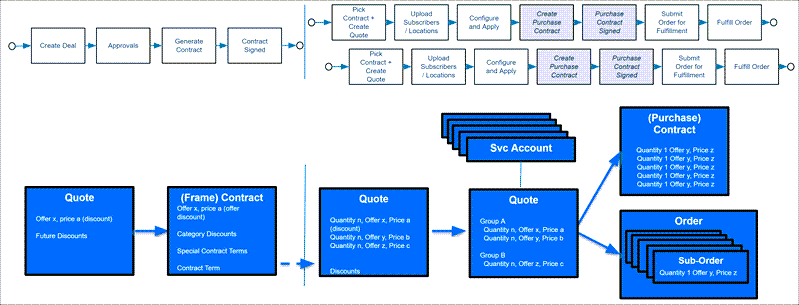 Create Deal
Approvals
Generate
Contract
Contract
Signed
Pick
Contract +
Create
Quote
Upload
Subscribers
/ Locations
Configure
and Apply
Create
Purchase
Contract
Purchase
Contract
Signed
Submit
Order for
Fulfillment
Fulfill Order
Pick
Contract +
Create
Quote
Upload
Subscribers
/ Locations
Configure
and Apply
Create
Purchase
Contract
Purchase
Contract
Signed
Submit
Order for
Fulfillment
Fulfill Order
Quote
Offer x, price a (discount)
Future Discounts
(Frame) Contract
Offer x, price a (offer
discount)
Category Discounts
Special Contract Terms
Contract Term
Quote
Quantity n, Offer x, Price a
(discount)
Quantity n, Offer y, Price b
Quantity n, Offer z, Price c
Discounts
Svc Account
Quote
Group A
Quantity n, Offer x, Price a
Quantity n, Offer y, Price b
Group B
Quantity n, Offer z, Price c
(Purchase)
Contract
Quantity 1 Offer y, Price z
Quantity 1 Offer y, Price z
Quantity 1 Offer y, Price z
Quantity 1 Offer y, Price z
Quantity 1 Offer y, Price z
Order
Sub-Order
Quantity 1 Offer y, Price z